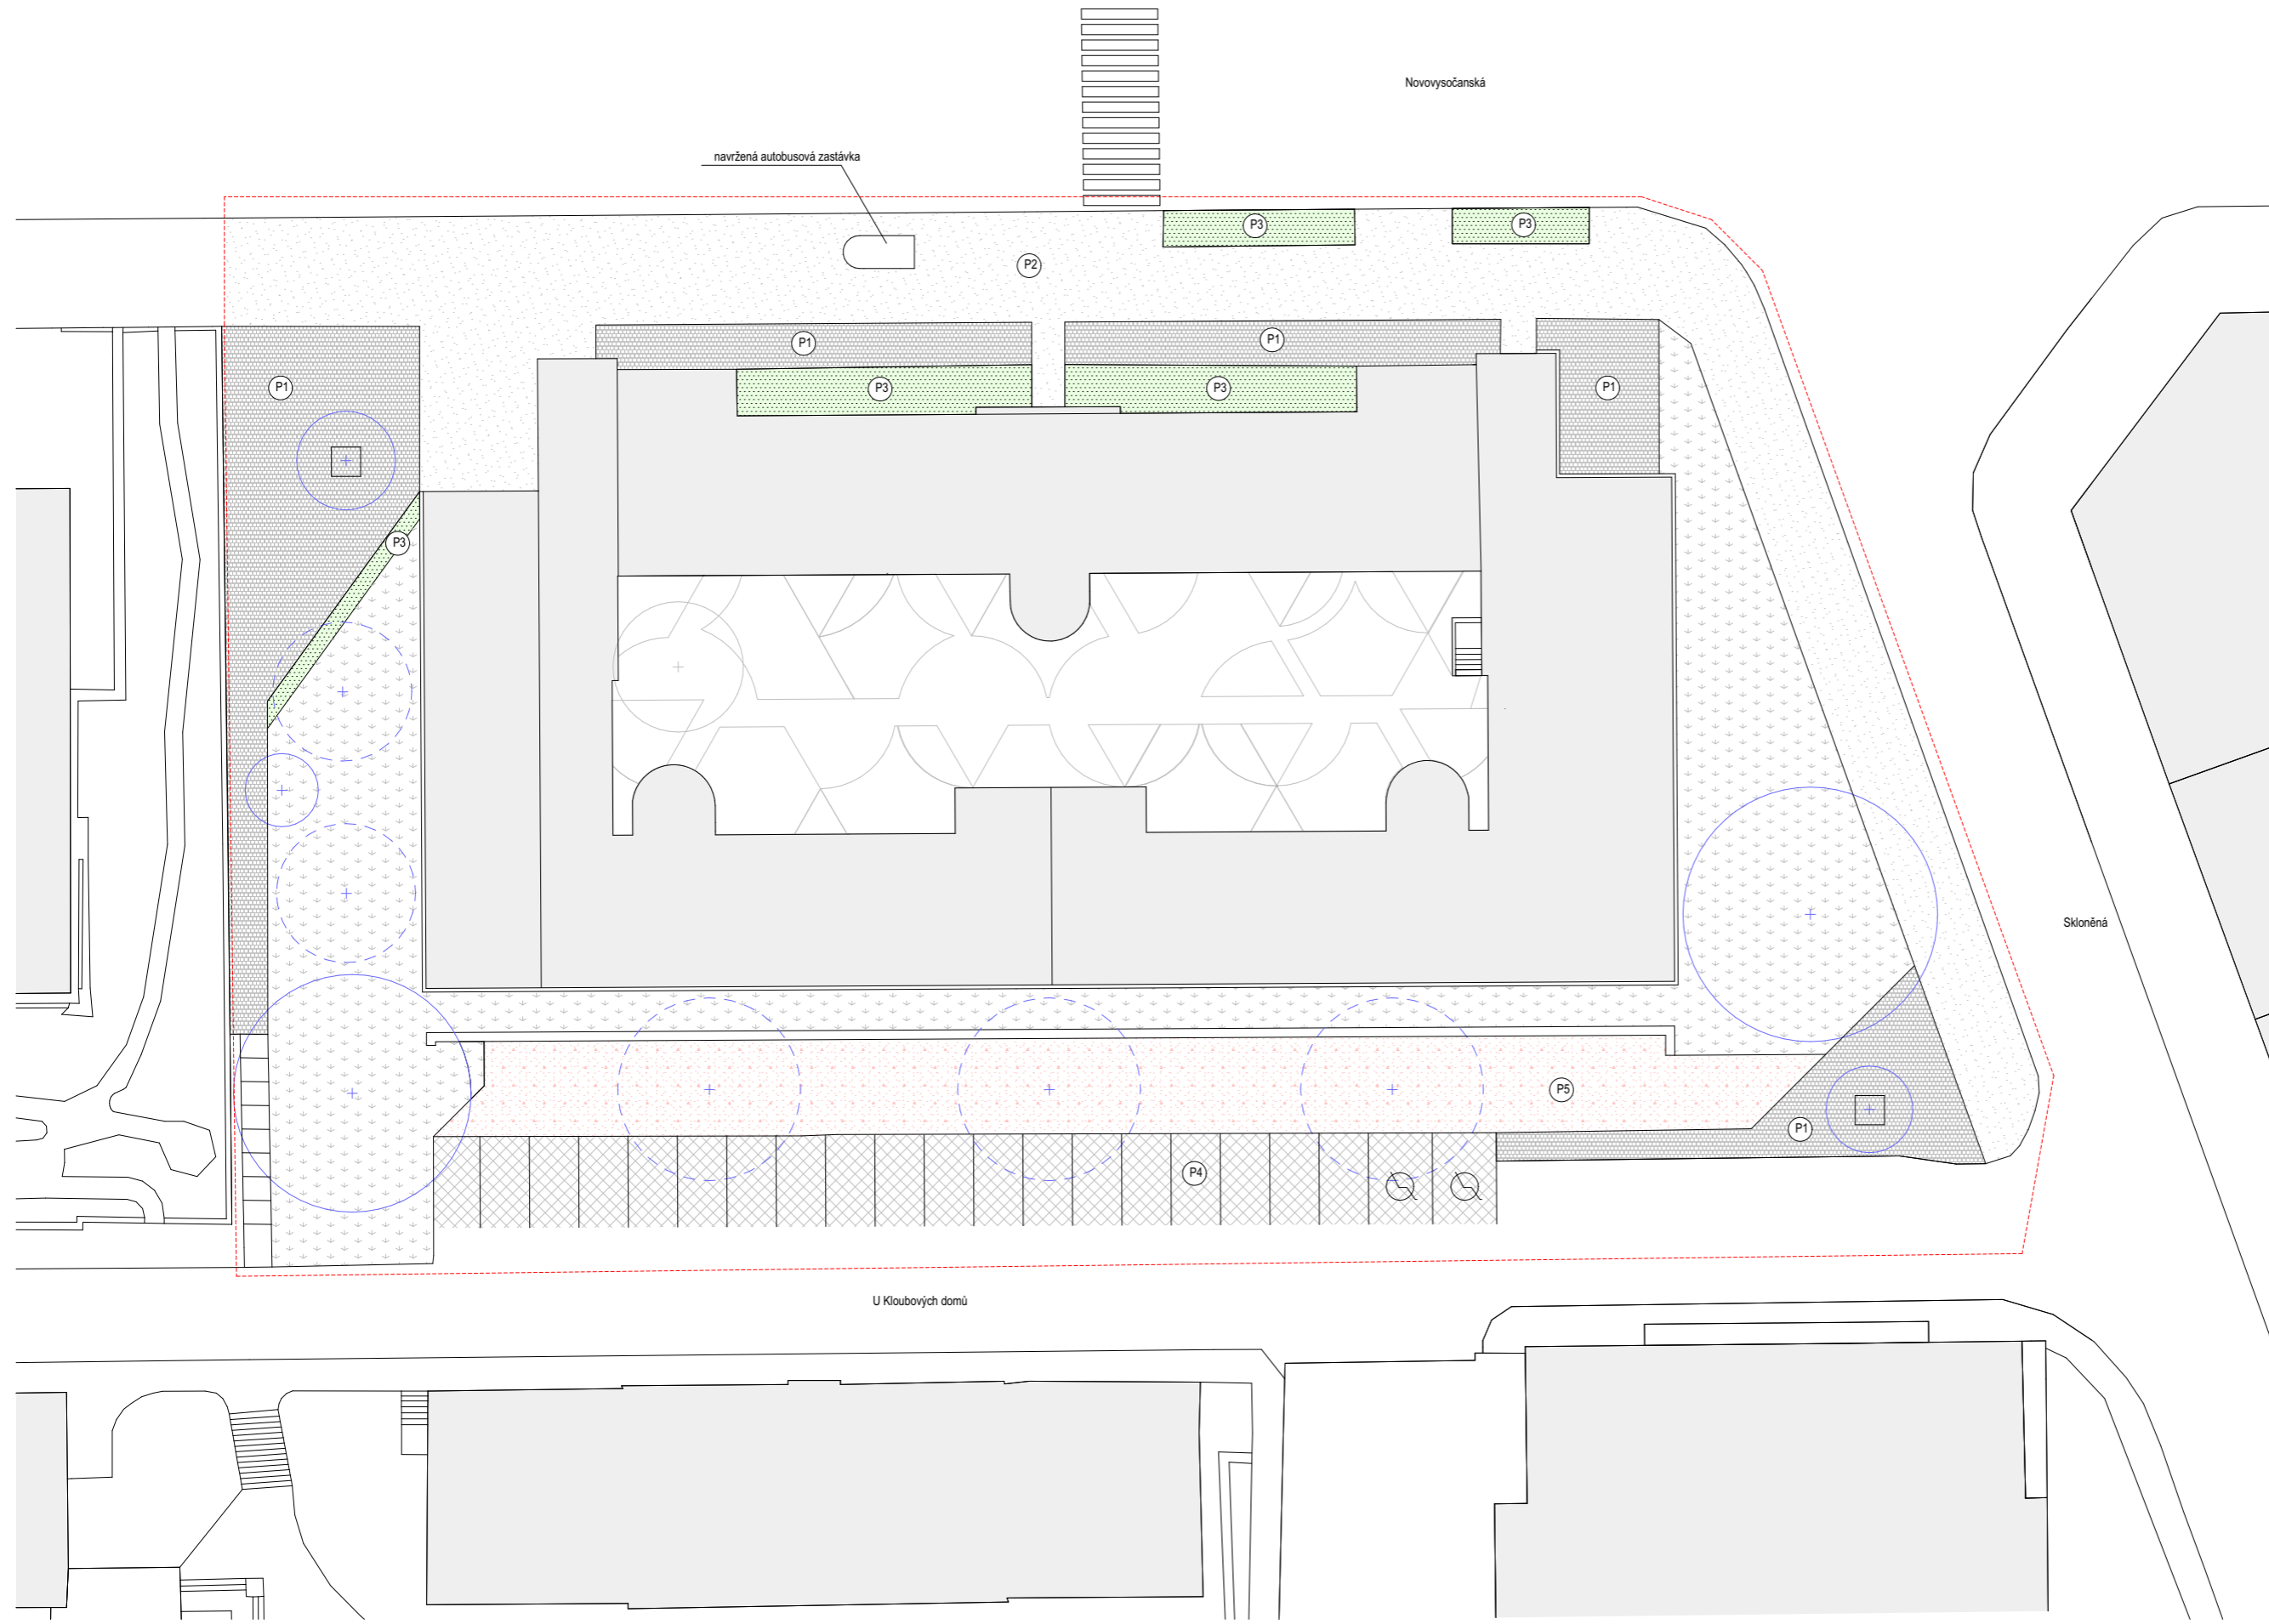 Novovysočanská
navržená autobusová zastávka
P3
P3
P2
P1
P1
P1
P3
P3
P1
P3
Skloněná
P5
P1
P4
U Kloubových domů